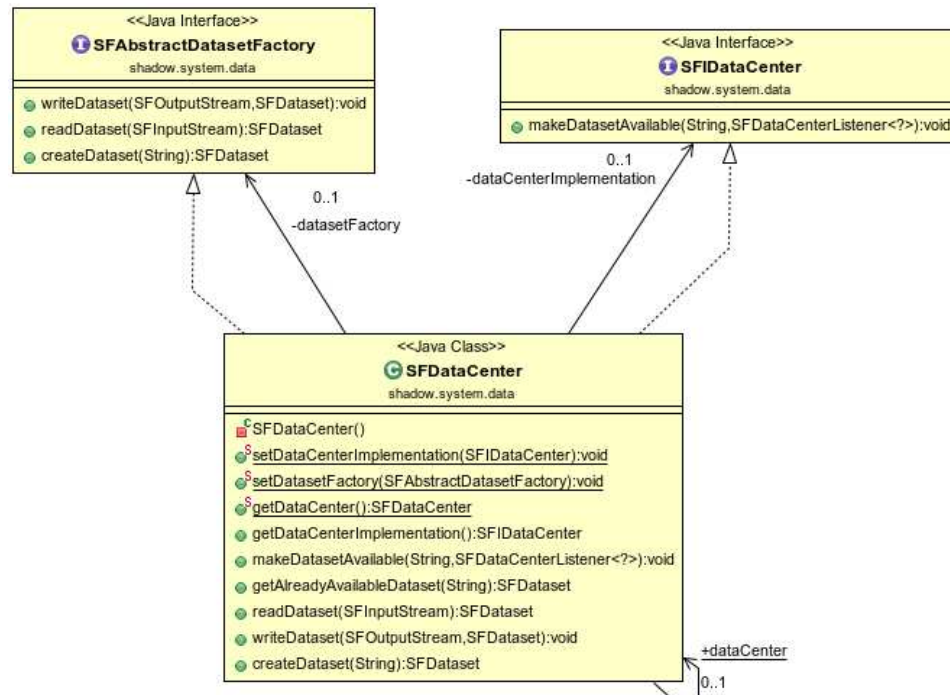 <<Java Interface>>
SFAbstractDatasetFactory
shadow.system.data
writeDataset(SFOutputStream,SFDataset):void
readDataset(SFInputStream):SFDataset
createDataset(String):SFDataset
<<Java Interface>>
SFIDataCenter
shadow.system.data
makeDatasetAvailable(String,SFDataCenterListener<?>):void
0..1
-datasetFactory
0..1
-dataCenterImplementation
<<Java Class>>
SFDataCenter
shadow.system.data
SFDataCenter()
setDataCenterImplementation(SFIDataCenter):void
setDatasetFactory(SFAbstractDatasetFactory):void
getDataCenter():SFDataCenter
getDataCenterImplementation():SFIDataCenter
makeDatasetAvailable(String,SFDataCenterListener<?>):void
getAlreadyAvailableDataset(String):SFDataset
readDataset(SFInputStream):SFDataset
writeDataset(SFOutputStream,SFDataset):void
createDataset(String):SFDataset
+dataCenter
0..1